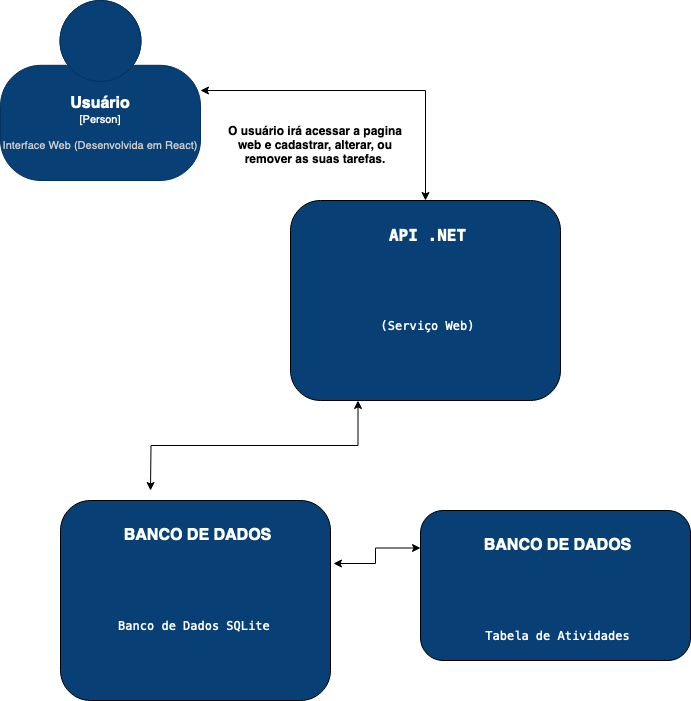 Usuário
[Person]
Interface Web (Desenvolvida em React)
O usuário irá acessar a pagina
web e cadastrar, alterar, ou
remover as suas tarefas.
API .NET
(Serviço Web)
BANCO DE DADOS
Banco de Dados SQLite
BANCO DE DADOS
Tabela de Atividades